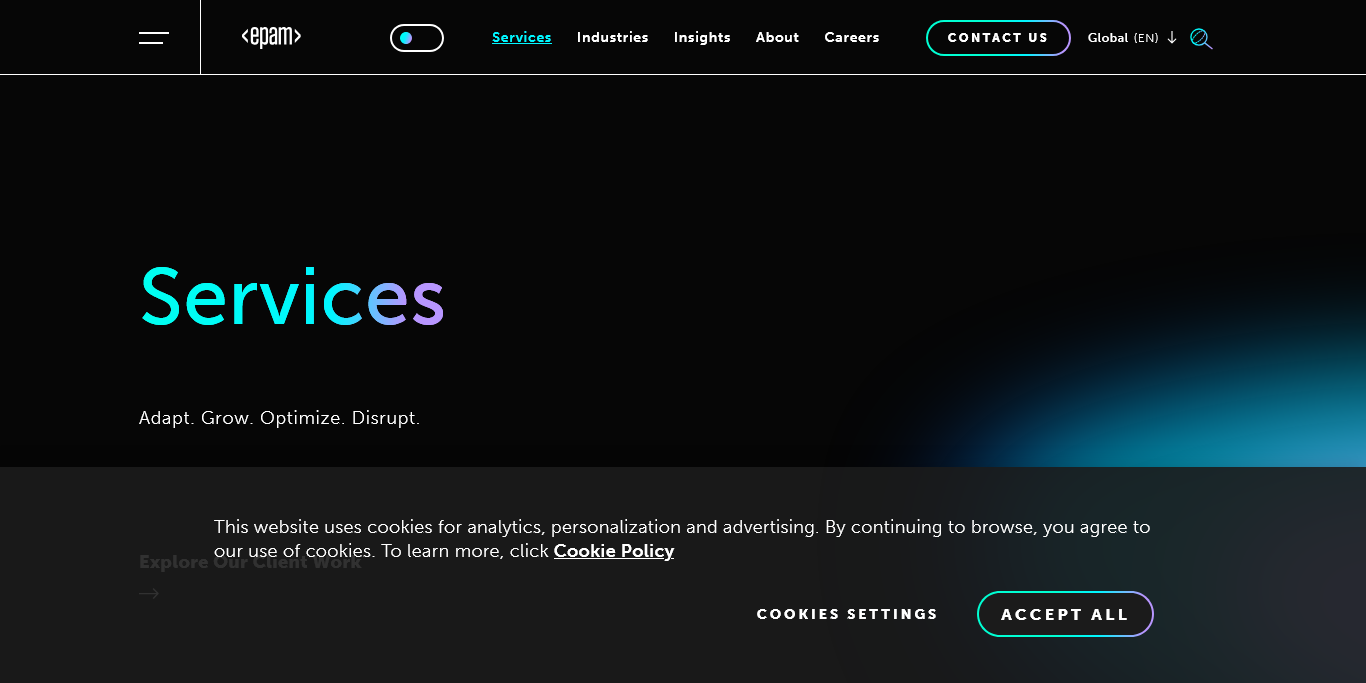 <epam>
Services Industries Insights About Careers
CONTACT US
Global (EN)
Services
Adapt. Grow. Optimize. Disrupt.
This website uses cookies for analytics, personalization and advertising. By continuing to browse, you agree to
our use of cookies. To learn more, click Cookie Policy
Explore Our Client Work
COOKIES SETTINGS
ACCEPT ALL